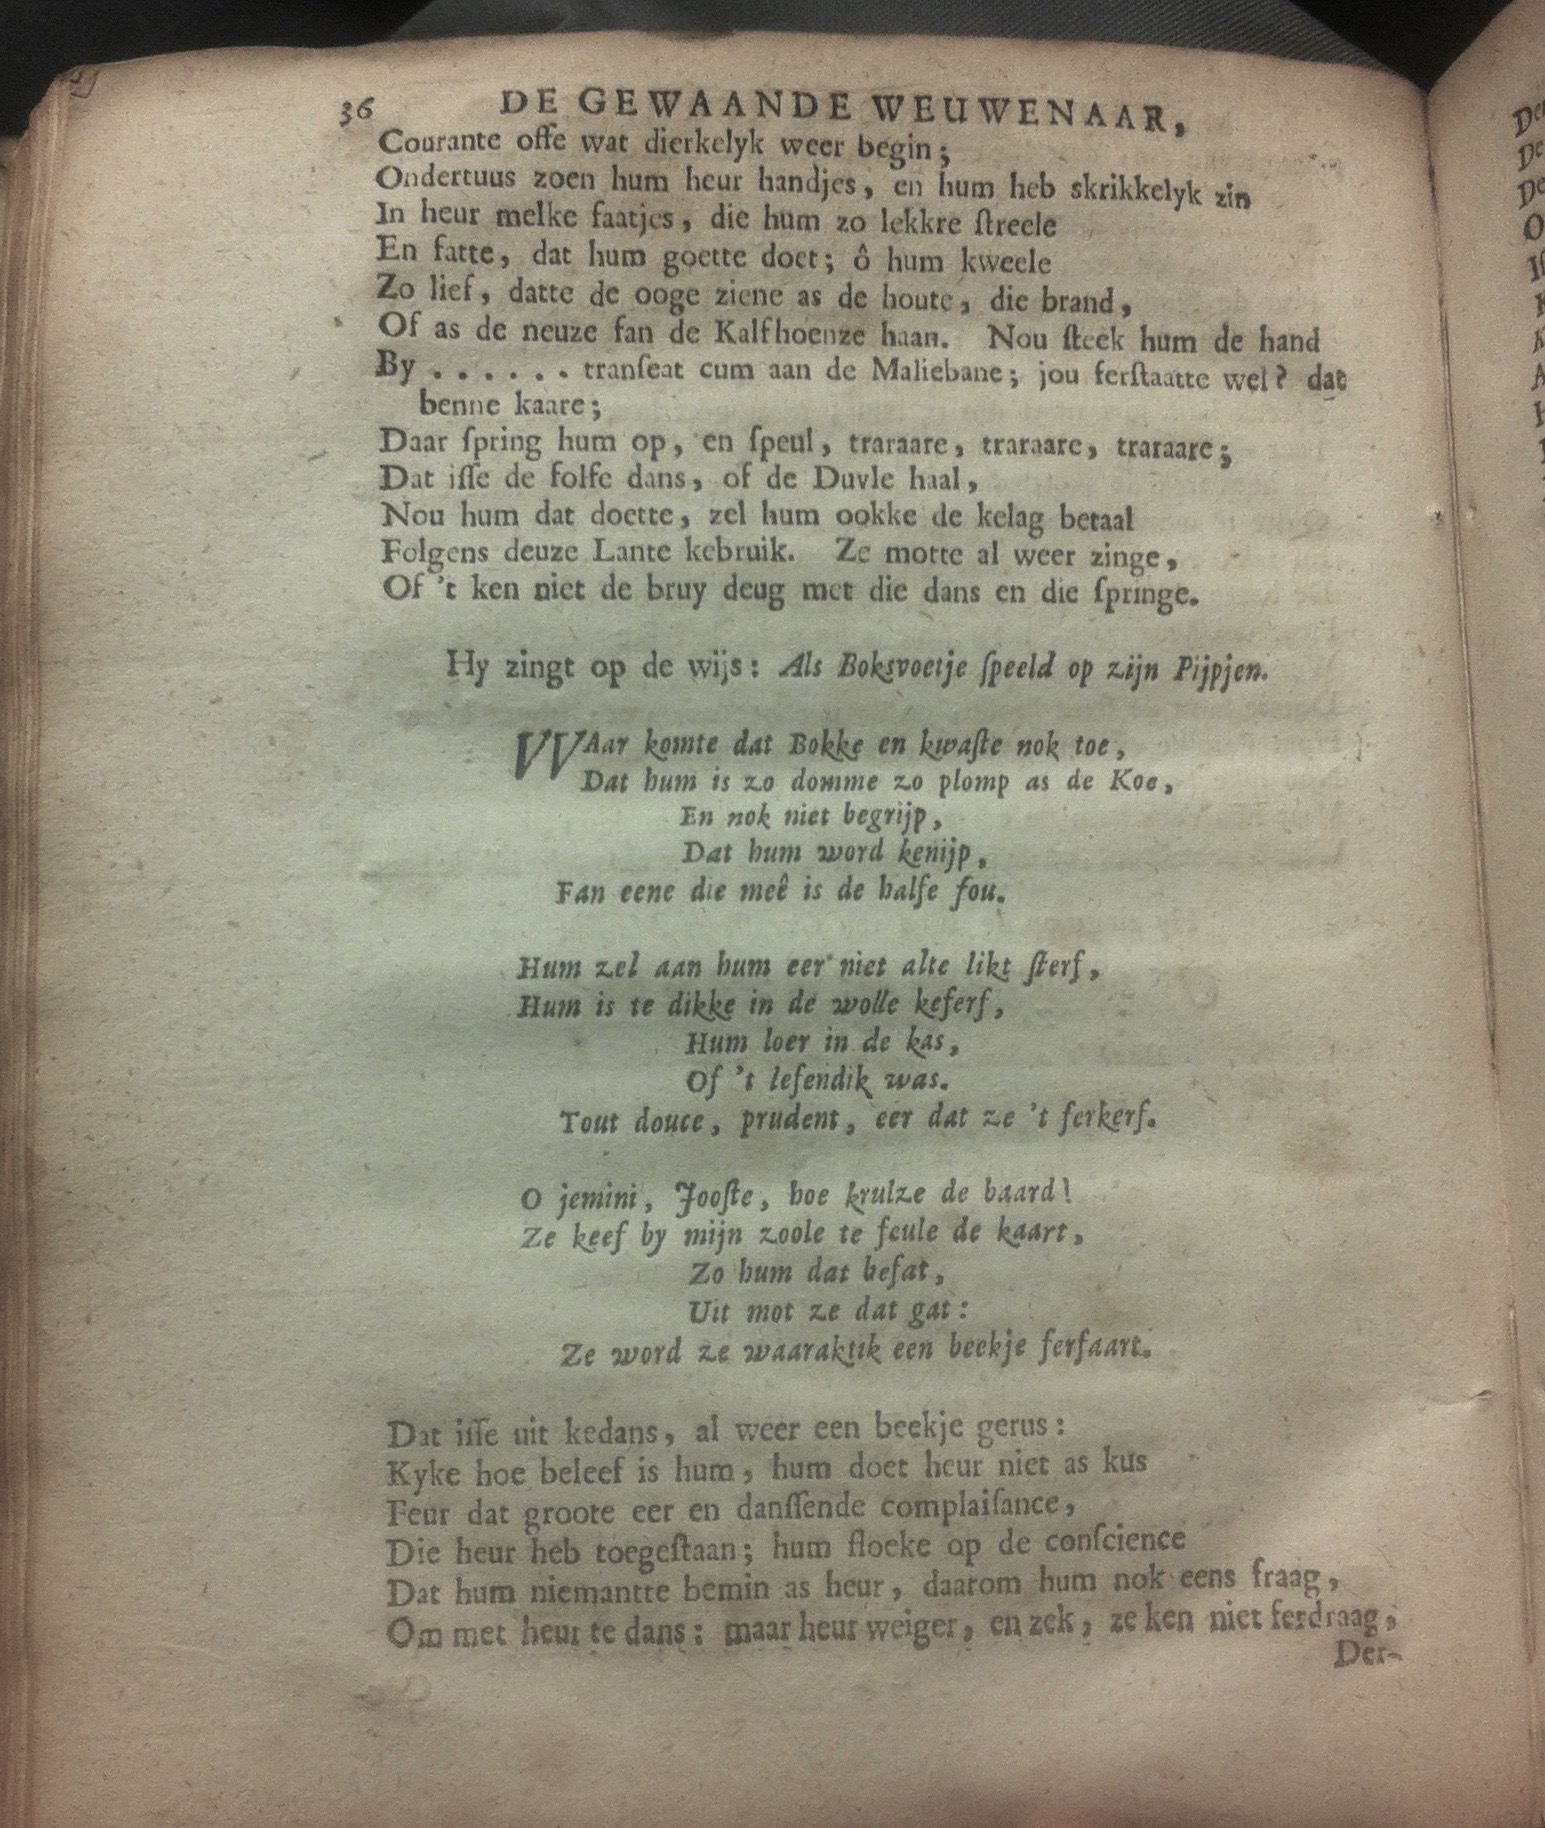 36 DE GEWAANDE WEUWENAAR,
Courante offe wat dierkelyk weer begin;
Ondertuus zoen hum heur handjes, en hum heb skrikkelyk zin
In heur melke faatjes, die hum zo lekkre ſtreele
En fatte, dat hum goette doet; ô hum kweele
Zo lief, datte de ooge ziene as de houte, die brand,
Of as de neuze fan de Kalfhoenze haan. Nou ſteek hum de hand
By . . . . . . tranſeat cum aan de Maliebane; jou ferſtaatte wel? dat
benne kaare;
Daar ſpring hum op, en ſpeul, traraare, traraare, traraare;
Dat iſſe de folfe dans, of de Duvle haal,
Nou hum dat doette, zel hum ookke de kelag betaal
Folgens deuze Lante kebruik. Ze motte al weer zinge,
Of 't ken niet de bruy deug met die dans en die ſpringe.
Hy zingt op de wijs: Als Boksvoetje ſpeeld op zijn Pijpjen.
WAar komte dat Bokke en kwaſte nok toe,
Dat hum is zo domme zo plomp as de Koe,
En nok niet begrijp,
Dat hum word kenijp,
Fan eene die meê is de halfe fou.
Hum zel aan hum eer niet alte likt ſterf,
Hum is te dikke in de wolle keferf,
Hum loer in de kas,
Of 't lefendik was.
Tout douce, prudent, eer dat ze 't ferkerf.
O jemini, Jooſte, hoe krulze de baard!
Ze keef by mijn zoole te feule de kaart,
Zo hum dat befat,
Uit mot ze dat gat:
Ze word ze waaraktik een beekje ferfaart.
Dat iſſe uit kedans, al weer een beekje gerus:
Kyke hoe beleef is hum, hum doet heur niet as kus
Feur dat groote eer en danſſende complaiſance,
Die heur heb toegeſtaan; hum floeke op de conſcience
Dat hum niemantte bemin as heur, daarom hum nok eens fraag,
Om met heur te dans: maar heur weiger, en zek, ze ken niet ferdraag,
Der-